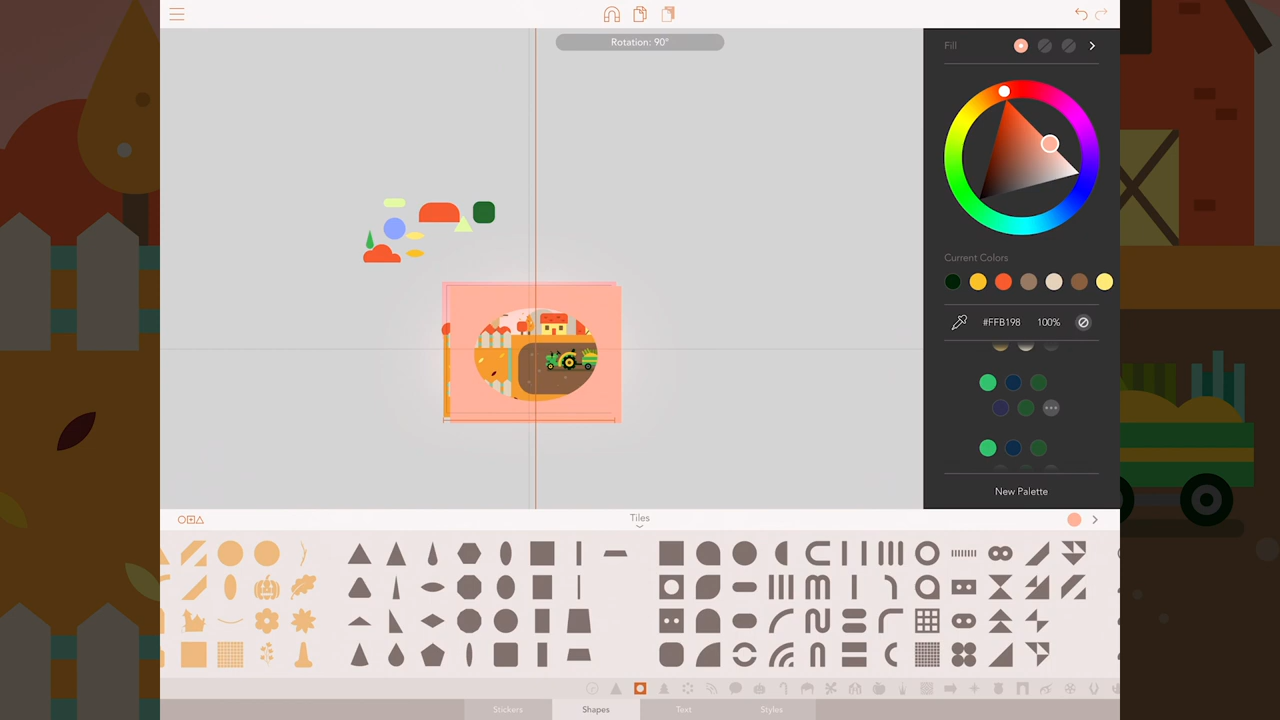 Rotation: 90°
Fill
Current Colors
#FFB198 100%
New Palette
Tiles
Stickers Shapes Text Styles